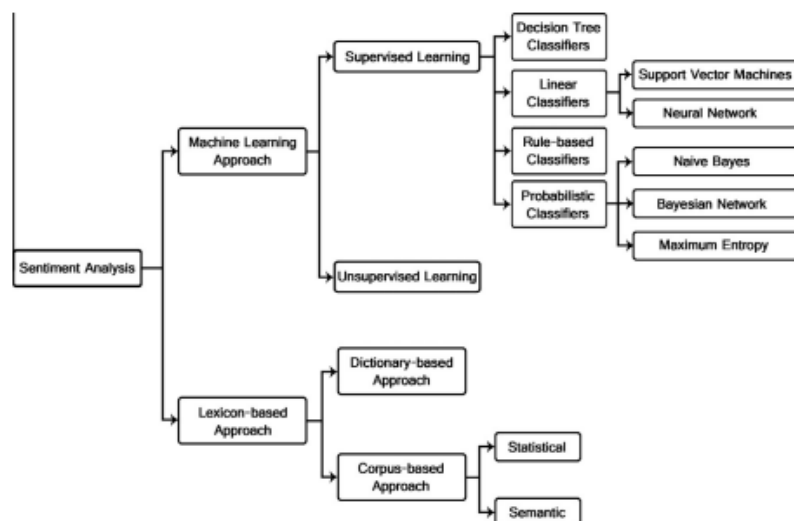 Decision Tree
Classifiers
Supervised Learning
Linear
Classifiers
Support Vector Machines
Neural Network
Machine Learning
Approach
Rule-based
Classifiers
Naive Bayes
Probabilistic
Classifiers
Bayesian Network
Maximum Entropy
Sentiment Analysis
Unsupervised Learning
Dictionary-based
Approach
Lexicon-based
Approach
Statistical
Corpus-based
Approach
Semantic